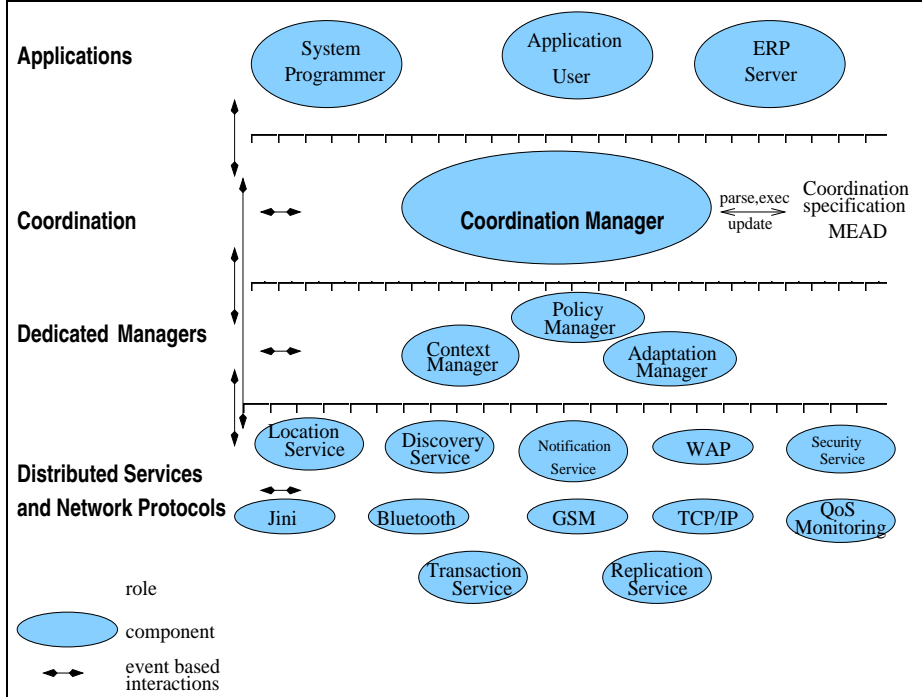 Applications
System
Programmer
Application
User
ERP
Server
Coordination
Coordination Manager
parse,exec
update
Coordination
specification
MEAD
Dedicated Managers
Policy
Manager
Context
Manager
Adaptation
Manager
Distributed Services
and Network Protocols
Location
Service
Discovery
Service
Notification
Service
WAP
Security
Service
Jini
Bluetooth
GSM
TCP/IP
QoS
Monitoring
Transaction
Service
Replication
Service
role
component
event based
interactions